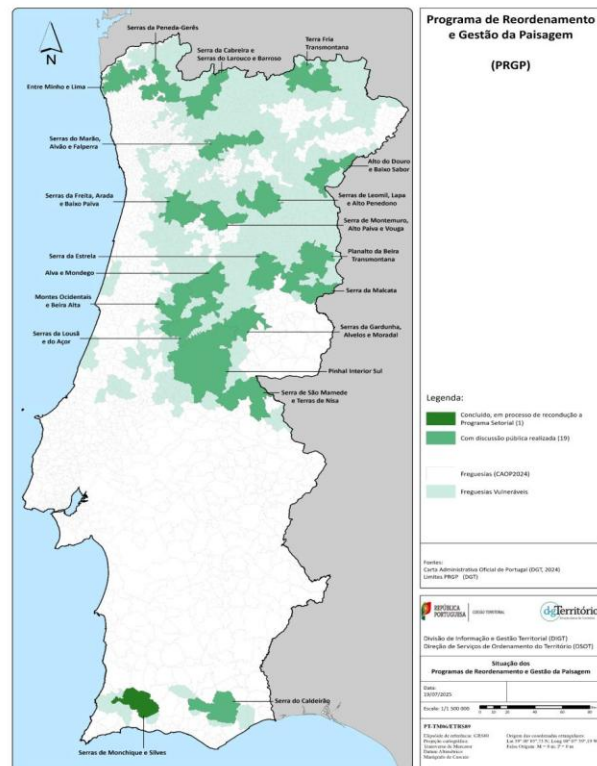 Programa de Reordenamento
e Gestão da Paisagem
(PRGP)
N
Serras da Peneda-Gerês
Serra da Cabreira e
Serras do Larouco e Barroso
Terra Fria
Transmontana
Entre Minho e Lima
Serras do Marão,
Alvão e Falperra
Alto do Douro
e Baixo Sabor
Serras da Freita, Arada
e Baixo Paiva
Serras de Leomil, Lapa
e Alto Penedono
Serra de Montemuro,
Alto Paiva e Vouga
Serra da Estrela
Planalto da Beira
Transmontana
Alva e Mondego
Serra da Malcata
Montes Ocidentais
e Beira Alta
Serras da Lousã
e do Açor
Serras da Gardunha,
Alvelos e Moradal
Pinhal Interior Sul
Serra de São Mamede
e Terras de Nisa
Serra do Caldeirão
Serras de Monchique e Silves
Legenda:
Concluído, em processo de recondução a
Programa Setorial (1)
Com discussão pública realizada (19)
Freguesias (CAOP2024)
Freguesias Vulneráveis
Fontes:
Carta Administrativa Oficial de Portugal (DGT, 2024)
Limites PRGP (DGT)
REPÚBLICA
PORTUGUESA
COESÃO TERRITORIAL
dgTerritório
Divisão de Informação e Gestão Territorial (DIGT)
Direção de Serviços de Ordenamento do Território (DSOT)
Situação dos
Programas de Reordenamento e Gestão da Paisagem
Data:
Escala: 1/1 500 000
PT-TM06/ETRS89